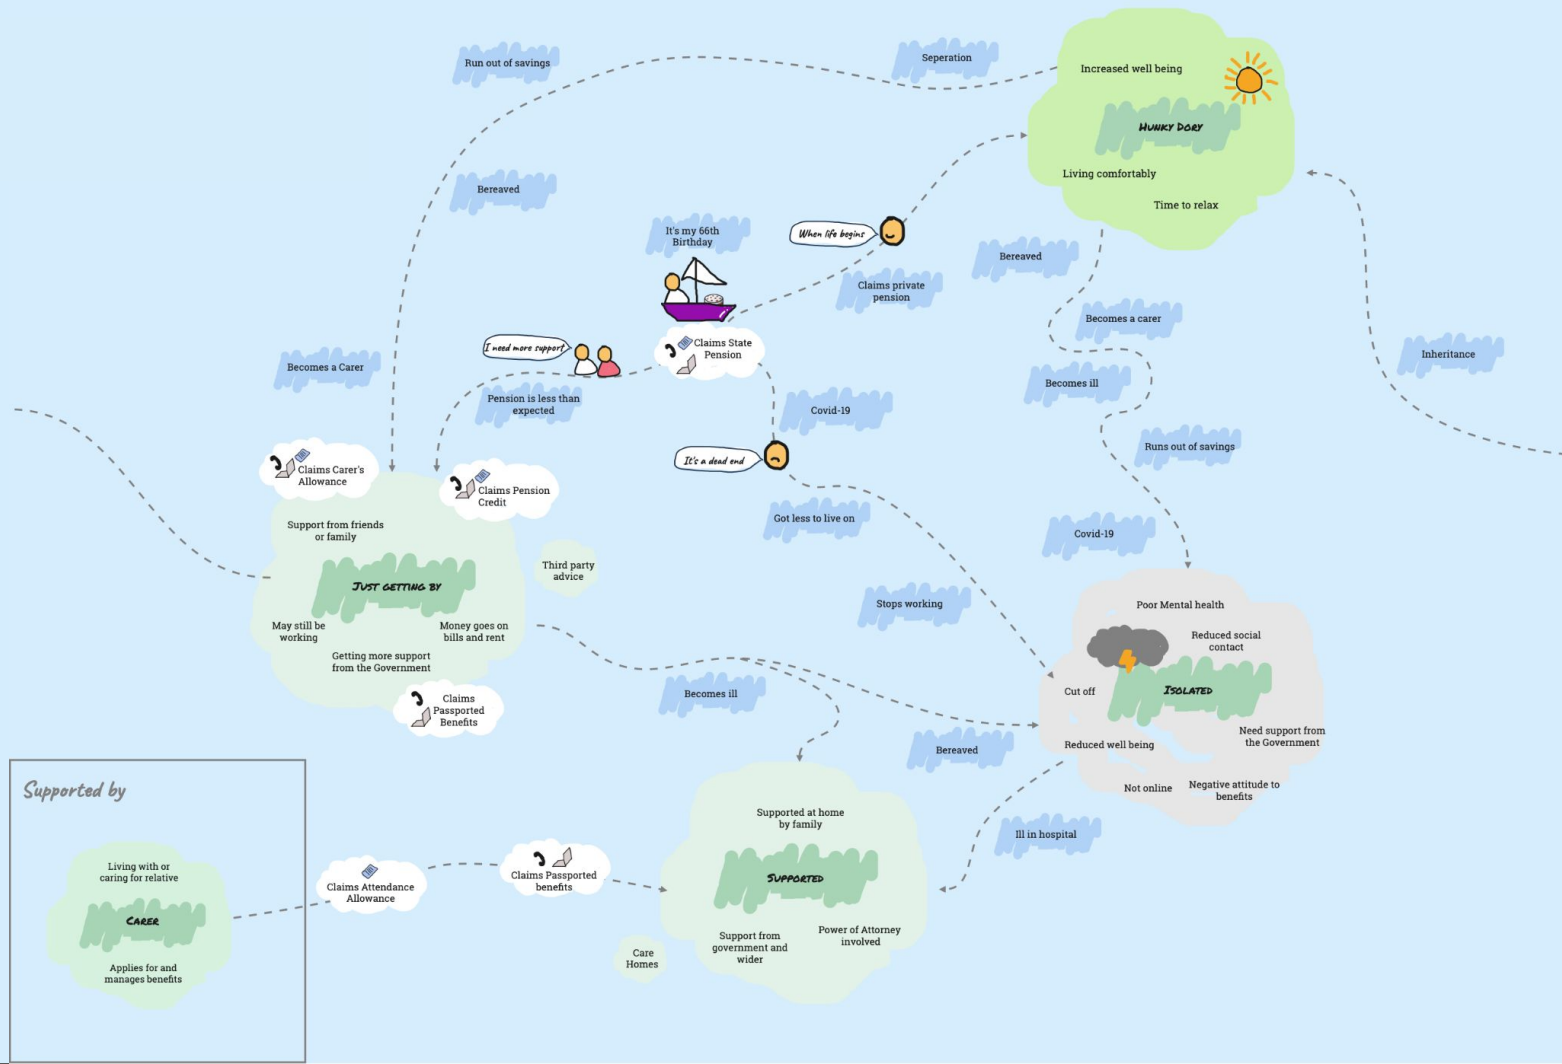 Run out of savings
Seperation
Increased well being
Hunky Dory
Living comfortably
Time to relax
Bereaved
It's my 66th
Birthday
When life begins
Claims private
pension
Bereaved
Becomes a carer
Inheritance
I need more support
Claims State
Pension
Becomes a Carer
Pension is less than
expected
Covid-19
Becomes ill
Runs out of savings
It's a dead end
Claims Carer's
Allowance
Claims Pension
Credit
Got less to live on
Covid-19
Support from friends
or family
Third party
advice
Just getting by
May still be
working
Money goes on
bills and rent
Getting more support
from the Government
Claims
Passported
Benefits
Stops working
Becomes ill
Poor Mental health
Reduced social
contact
Cut off
Isolated
Need support from
the Government
Reduced well being
Not online
Negative attitude to
benefits
Bereaved
Ill in hospital
Supported by
Living with or
caring for relative
Carer
Applies for and
manages benefits
Claims Attendance
Allowance
Claims Passported
benefits
Supported at home
by family
Supported
Support from
government and
wider
Power of Attorney
involved
Care
Homes